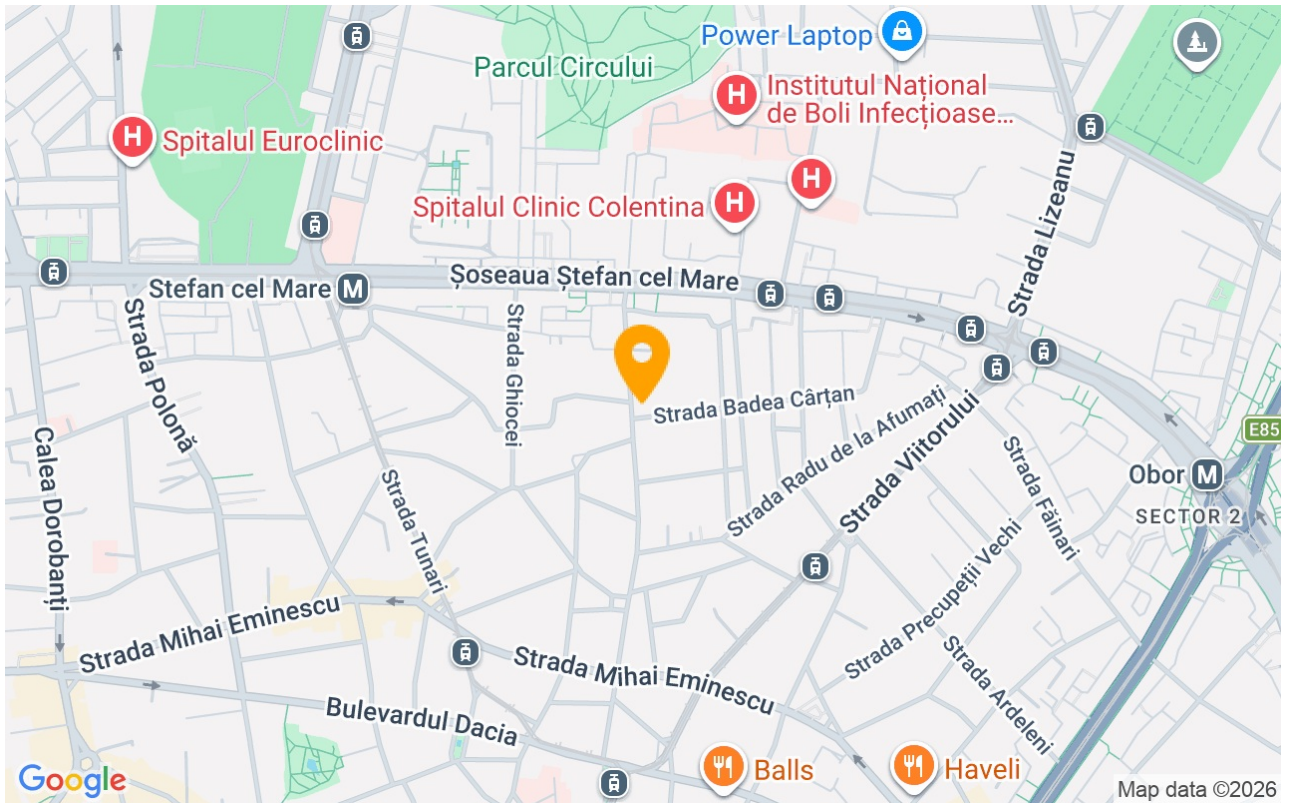 Power Laptop
Parcul Circului
Institutul Național
de Boli Infecțioase...
H
H
Spitalul Euroclinic
H
Spitalul Clinic Colentina
H
Strada Lizeanu
Șoseaua Ștefan cel Mare
Stefan cel Mare
M
Strada Polonă
Strada Ghiocei
Strada Badea Cârțan
Strada Radu de la Afumați
Strada Viitorului
E85
Calea Dorobanți
Strada Tunari
Strada Făinari
Obor
M
SECTOR 2
Strada Precupeții Vechi
Strada Mihai Eminescu
Strada Mihai Eminescu
Strada Ardeleni
Bulevardul Dacia
Balls
Haveli
Google
Map data ©2026